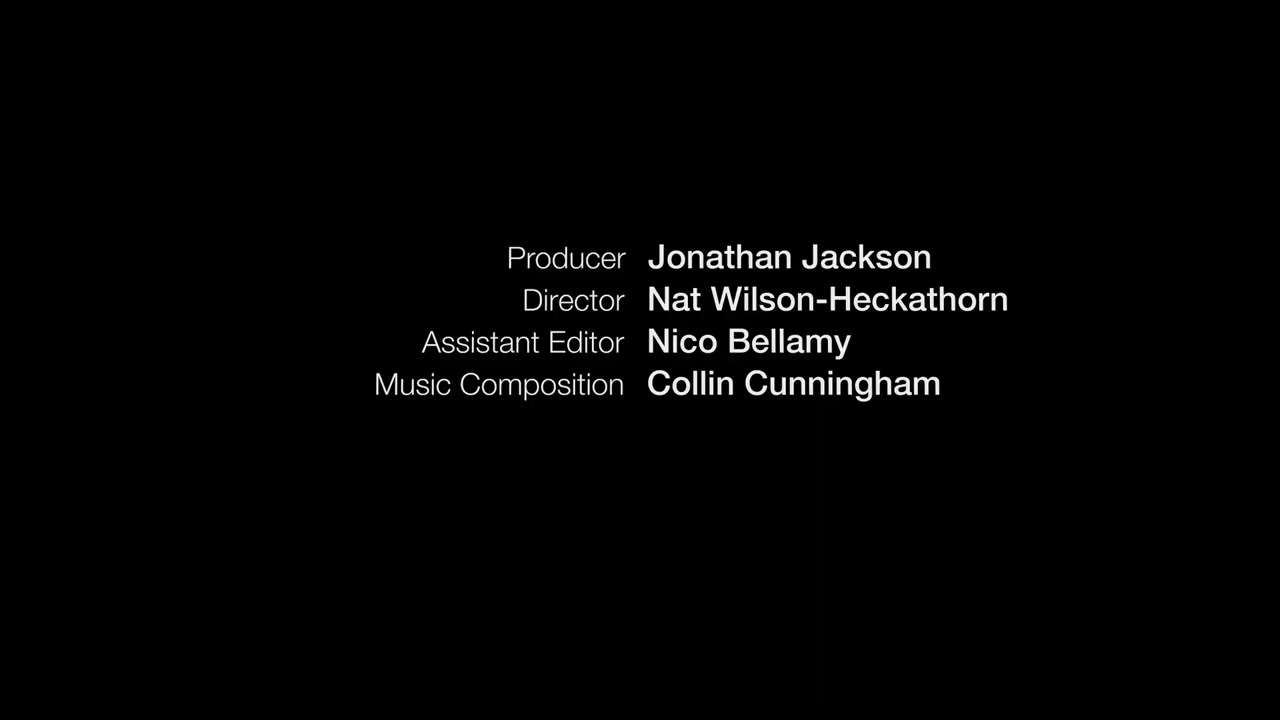 Producer Jonathan Jackson
Director Nat Wilson-Heckathorn
Assistant Editor Nico Bellamy
Music Composition Collin Cunningham